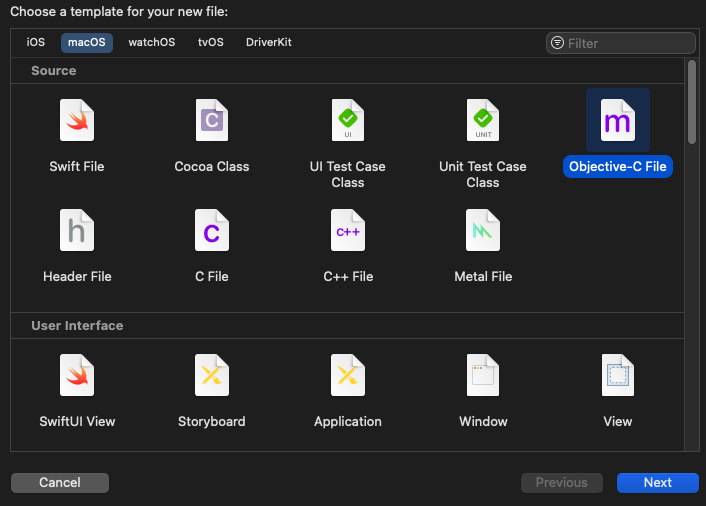 Choose a template for your new file:
iOS macOS watchOS tvOS DriverKit Filter
Source
C UI UNIT m
Swift File Cocoa Class UI Test Case Class Unit Test Case Class Objective-C File
h c c++
Header File C File C++ File Metal File
User Interface
SwiftUI View Storyboard Application Window View
Cancel Previous Next